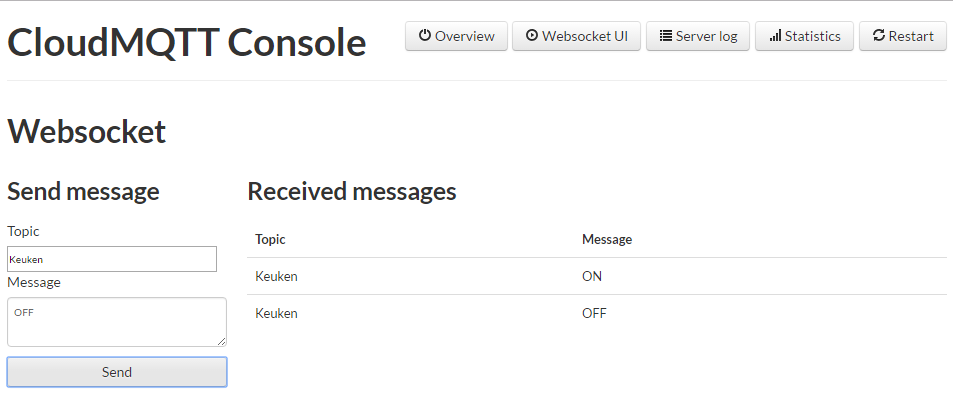 CloudMQTT Console
Overview
Websocket UI
Server log
Statistics
Restart
Websocket
Send message
Topic
Keuken
Message
OFF
Send
Received messages
Topic Message
Keuken ON
Keuken OFF